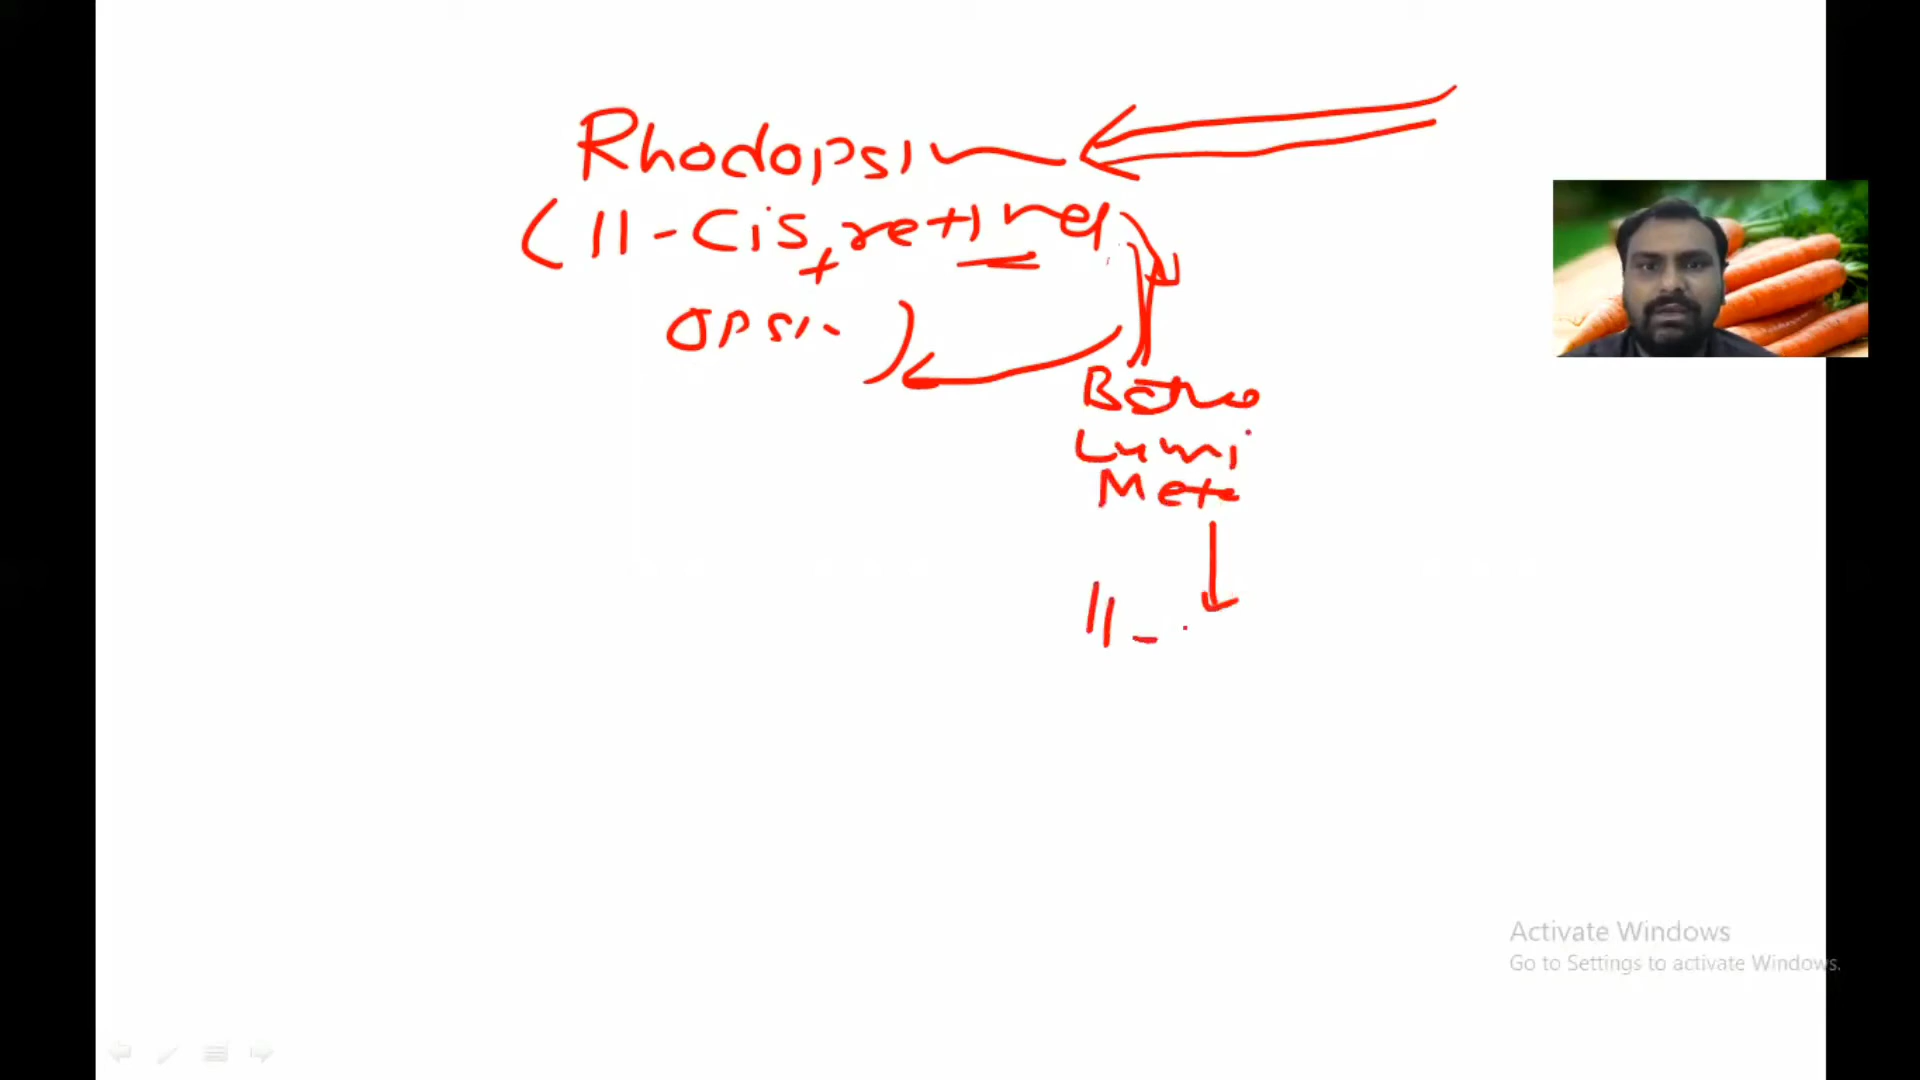 Rhodopsin
(11-Cis retinal
+
opsin)
Batho
Lumi
Meta
11-
Activate Windows
Go to Settings to activate Windows.